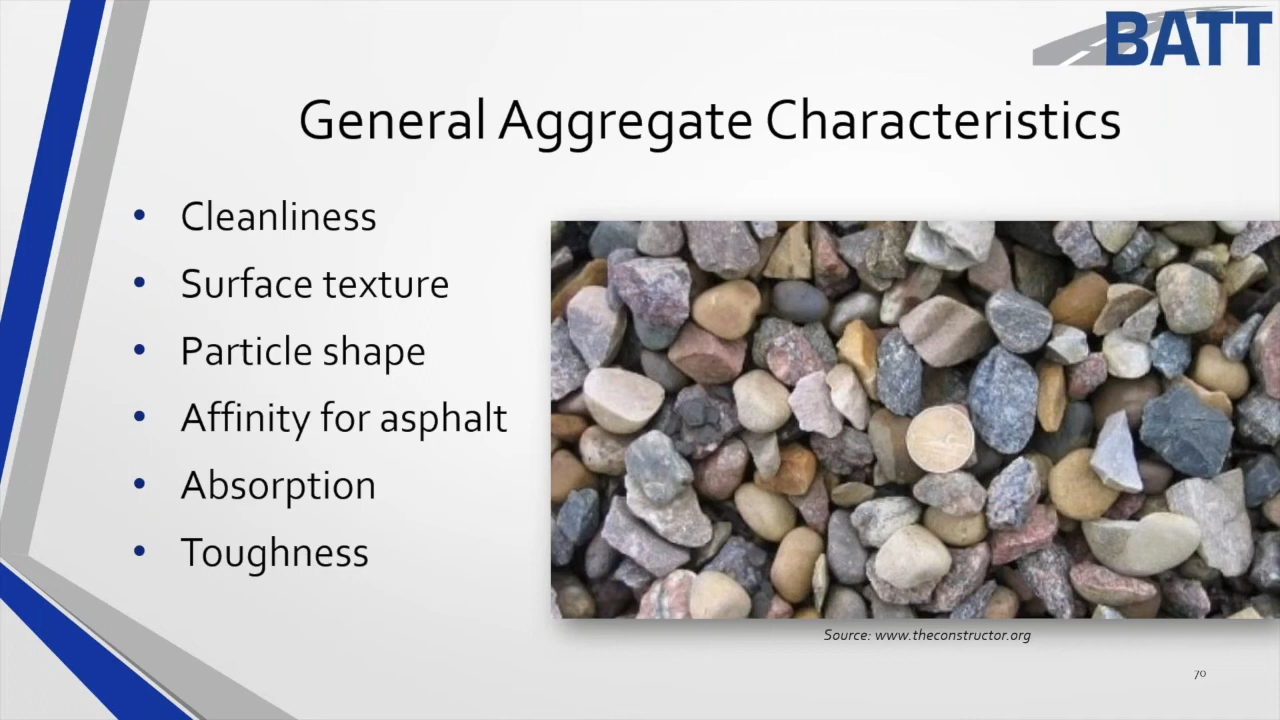 BATT
General Aggregate Characteristics
• Cleanliness
• Surface texture
• Particle shape
• Affinity for asphalt
• Absorption
• Toughness
Source: www.theconstructor.org
70